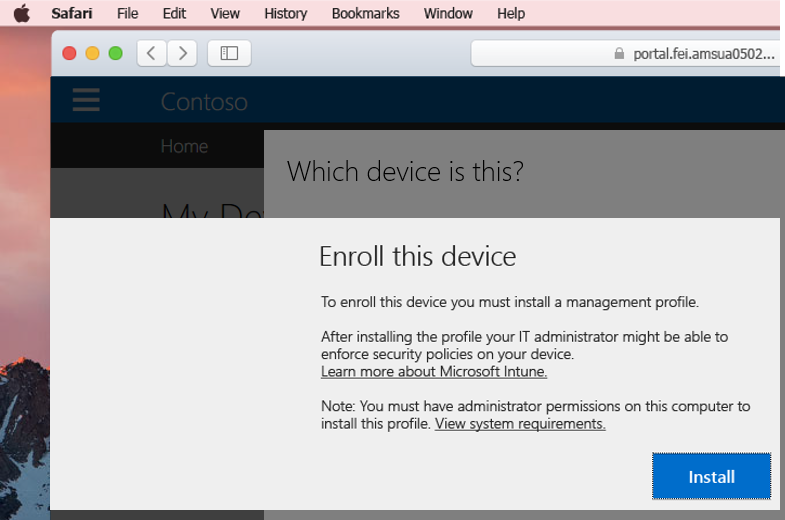 Safari File Edit View History Bookmarks Window Help
portal.fei.amsua0502...
Contoso
Home
Which device is this?
My De
Enroll this device
To enroll this device you must install a management profile.
After installing the profile your IT administrator might be able to
enforce security policies on your device.
Learn more about Microsoft Intune.
Note: You must have administrator permissions on this computer to
install this profile. View system requirements.
Install